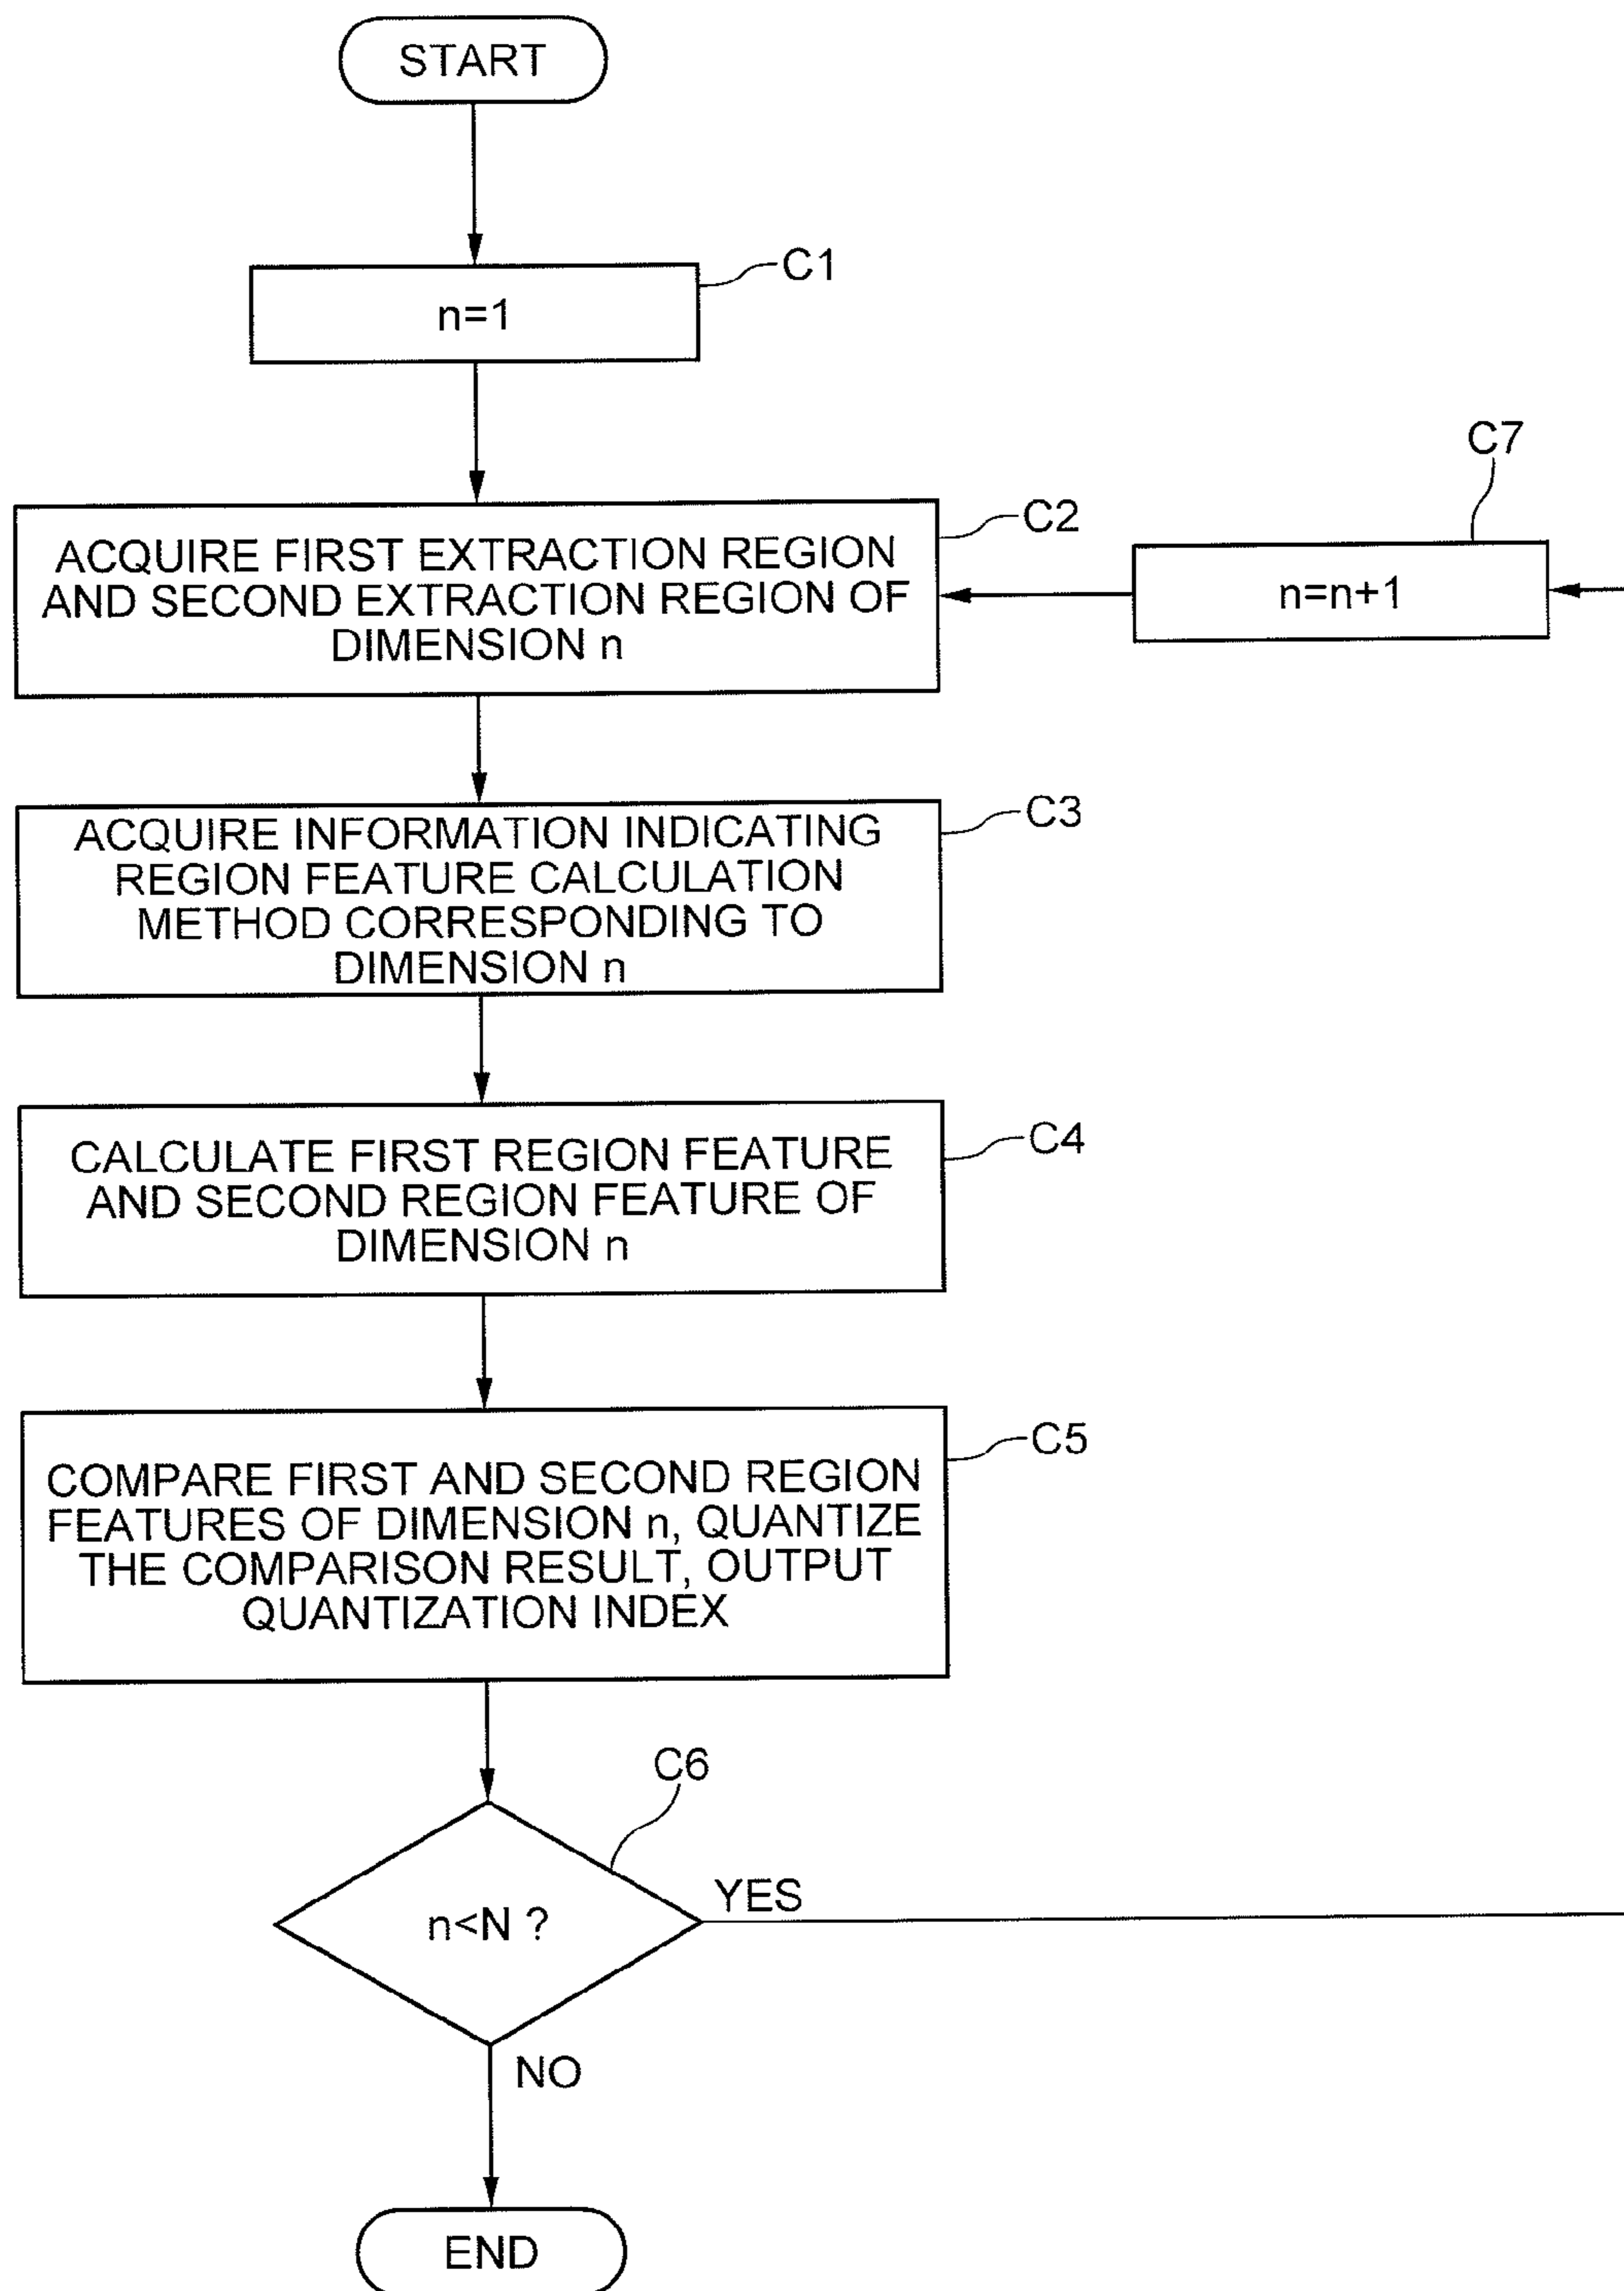 START
C1
n=1
C7
C2
ACQUIRE FIRST EXTRACTION REGION
AND SECOND EXTRACTION REGION OF
DIMENSION n
n=n+1
C3
ACQUIRE INFORMATION INDICATING
REGION FEATURE CALCULATION
METHOD CORRESPONDING TO
DIMENSION n
C4
CALCULATE FIRST REGION FEATURE
AND SECOND REGION FEATURE OF
DIMENSION n
C5
COMPARE FIRST AND SECOND REGION
FEATURES OF DIMENSION n, QUANTIZE
THE COMPARISON RESULT, OUTPUT
QUANTIZATION INDEX
C6
YES
n<N ?
NO
END